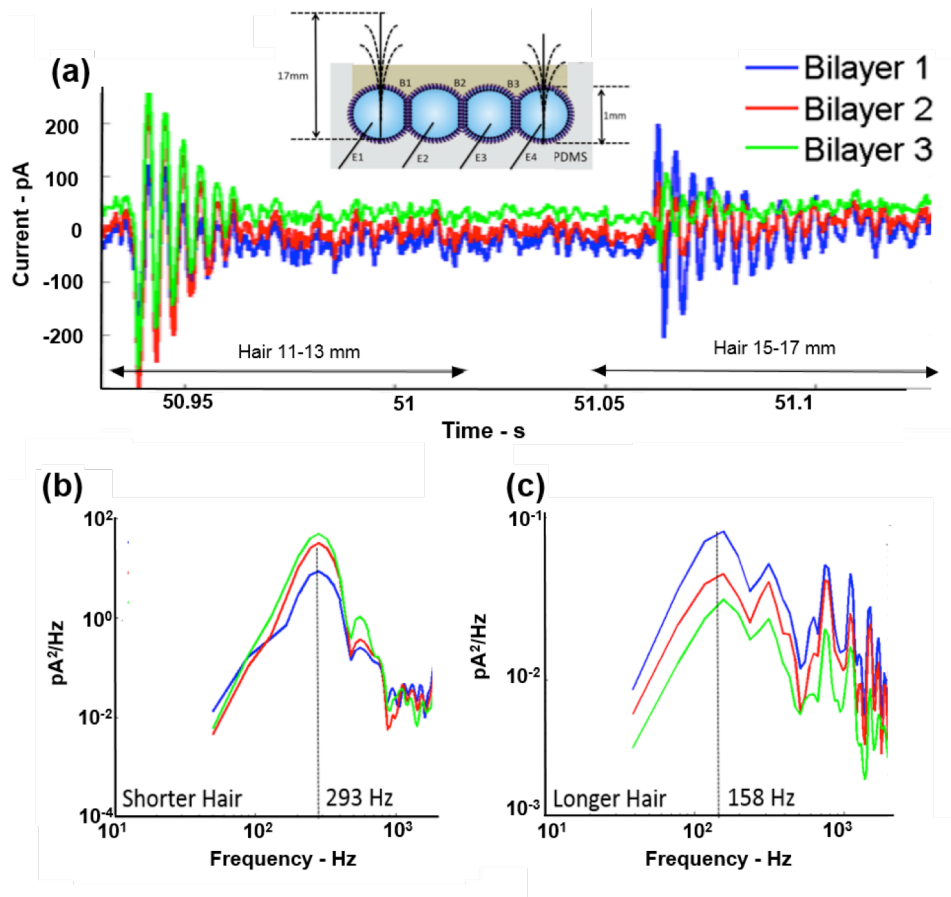 (a)
17mm
B1
B2
B3
1mm
E1
E2
E3
E4
PDMS
Bilayer 1
Bilayer 2
Bilayer 3
Current - pA
200
100
0
-100
-200
Hair 11-13 mm
Hair 15-17 mm
50.95
51
51.05
51.1
Time - s
(b)
pA²/Hz
10²
10⁰
10⁻²
10⁻⁴
Shorter Hair
293 Hz
10¹
10²
10³
Frequency - Hz
(c)
pA²/Hz
10⁻¹
10⁻²
10⁻³
Longer Hair
158 Hz
10¹
10²
10³
Frequency - Hz